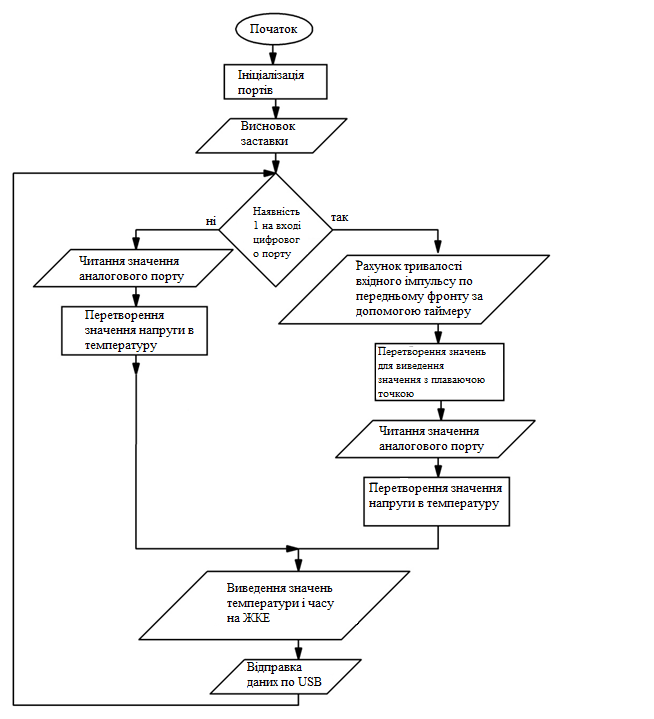 Початок
Ініціалізація
портів
Висновок
заставки
Наявність
1 на вході
цифровог
о порту
ні
так
Читання значення
аналогового порту
Перетворення
значення напруги в
температуру
Рахунок тривалості
вхідного імпульсу по
передньому фронту за
допомогою таймеру
Перетворення значень
для виведення
значення з плаваючою
точкою
Читання значення
аналогового порту
Перетворення значення
напруги в температуру
Виведення значень
температури і часу
на ЖКЕ
Відправка
даних по USB